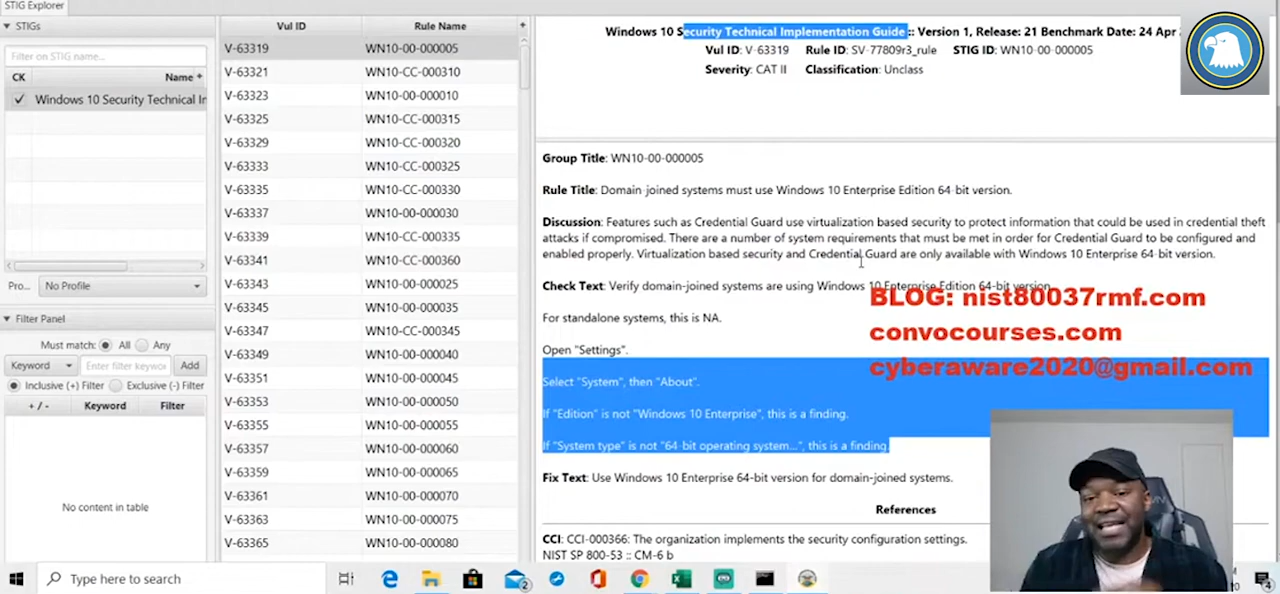 STIG Explorer
STIGs
Filter on STIG name...
CK Name
Windows 10 Security Technical Ir
No Profile
Filter Panel
Must match: All Any
Keyword Enter filter keywo Add
Inclusive (+) Filter Exclusive (-) Filter
+ / - Keyword Filter
No content in table
Vul ID Rule Name
V-63319 WN10-00-000005
V-63321 WN10-CC-000310
V-63323 WN10-00-000010
V-63325 WN10-CC-000315
V-63329 WN10-CC-000320
V-63333 WN10-CC-000325
V-63335 WN10-CC-000330
V-63337 WN10-00-000030
V-63339 WN10-CC-000335
V-63341 WN10-CC-000360
V-63343 WN10-00-000025
V-63345 WN10-00-000035
V-63347 WN10-CC-000345
V-63349 WN10-00-000040
V-63351 WN10-00-000045
V-63353 WN10-00-000050
V-63355 WN10-00-000055
V-63357 WN10-00-000060
V-63359 WN10-00-000065
V-63361 WN10-00-000070
V-63363 WN10-00-000075
V-63365 WN10-00-000080
Windows 10 Security Technical Implementation Guide :: Version 1, Release: 21 Benchmark Date: 24 Apr
Vul ID: V-63319 Rule ID: SV-77809r3_rule STIG ID: WN10-00-000005
Severity: CAT II Classification: Unclass
Group Title: WN10-00-000005
Rule Title: Domain-joined systems must use Windows 10 Enterprise Edition 64-bit version.
Discussion: Features such as Credential Guard use virtualization based security to protect information that could be used in credential theft
attacks if compromised. There are a number of system requirements that must be met in order for Credential Guard to be configured and
enabled properly. Virtualization based security and Credential Guard are only available with Windows 10 Enterprise 64-bit version.
Check Text: Verify domain-joined systems are using Windows 10 Enterprise Edition 64-bit version.
For standalone systems, this is NA.
Open "Settings".
Select "System", then "About".
If "Edition" is not "Windows 10 Enterprise", this is a finding.
If "System type" is not "64-bit operating system...", this is a finding.
Fix Text: Use Windows 10 Enterprise 64-bit version for domain-joined systems.
References
CCI: CCI-000366: The organization implements the security configuration settings.
NIST SP 800-53 :: CM-6 b
BLOG: nist80037rmf.com
convocourses.com
cyberaware2020@gmail.com
Type here to search
2
4